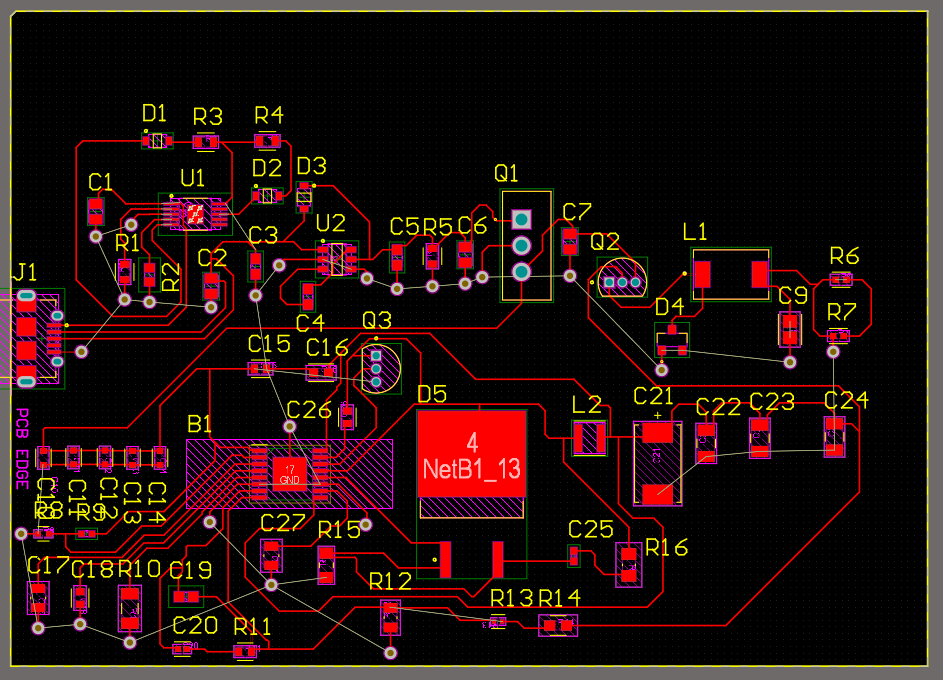 D1
R3
R4
C1
U1
D2
D3
Q1
U2
C5
R5
C6
C7
Q2
L1
R1
R2
C2
C3
J1
C4
R6
C9
R7
D4
Q3
C15
C16
C26
D5
B1
C21
+
C22
C23
C24
L2
4
NetB1_13
17
GND
PCB EDGE
C12
C13
C14
R8
R9
C27
R15
C25
R16
C17
C18
R10
C19
R12
R13
R14
C20
R11